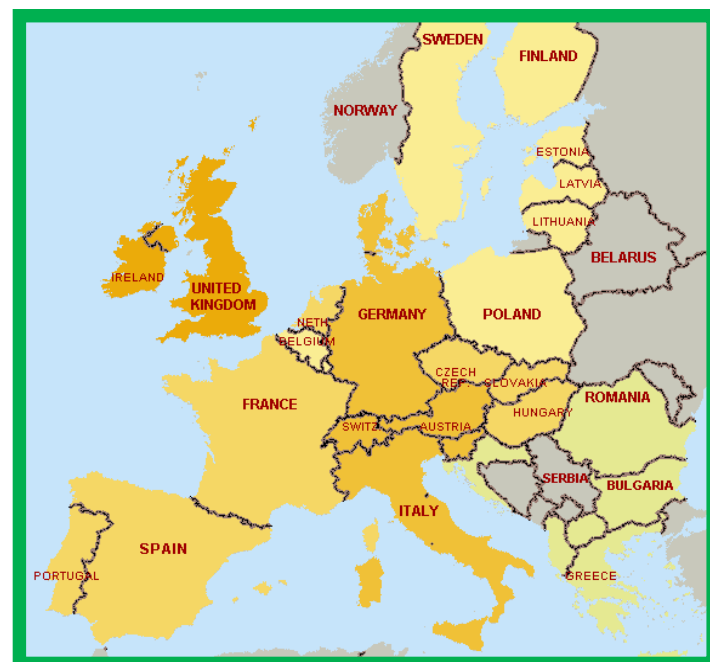 SWEDEN
FINLAND
NORWAY
ESTONIA
LATVIA
LITHUANIA
BELARUS
IRELAND
UNITED
KINGDOM
GERMANY
POLAND
NETH
BELGIUM
CZECH
REP.
SLOVAKIA
ROMANIA
FRANCE
HUNGARY
SWITZ
AUSTRIA
SERBIA
BULGARIA
ITALY
SPAIN
PORTUGAL
GREECE